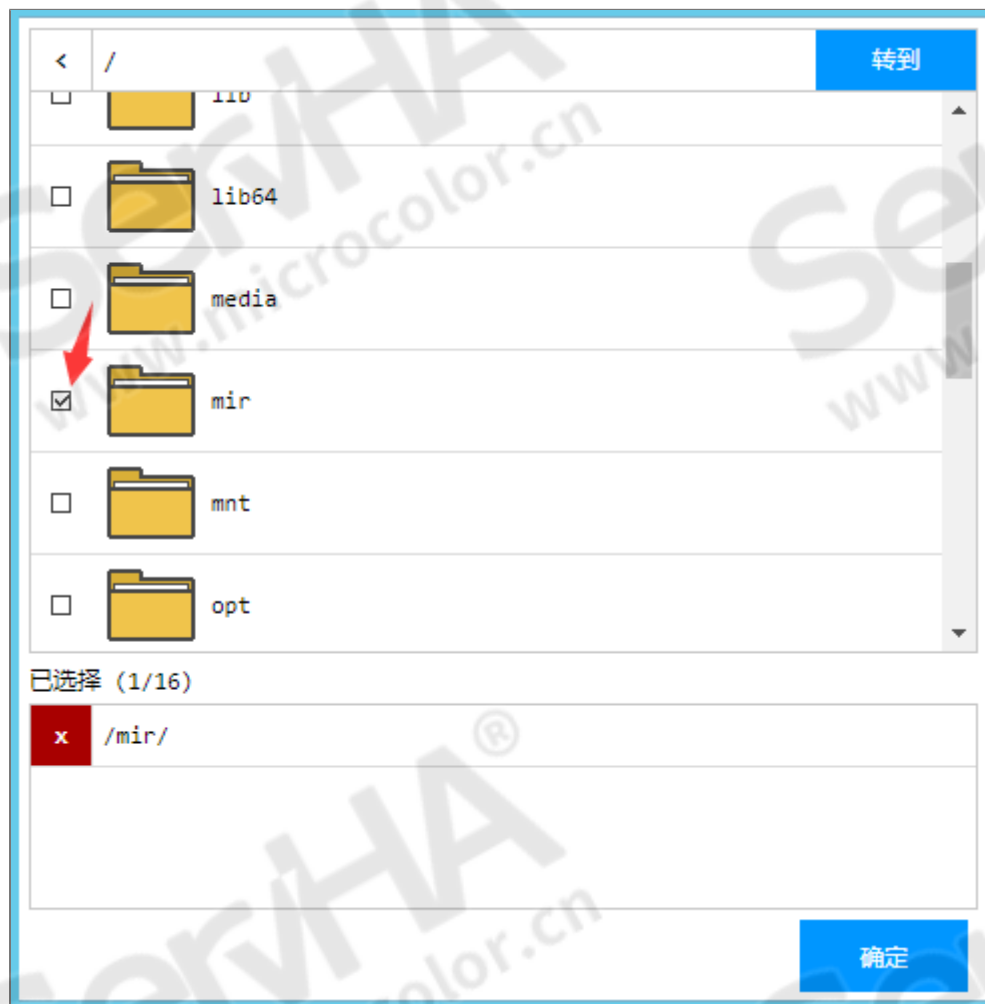 < / 转到
lib
lib64
media
mir
mnt
opt
已选择 (1/16)
x /mir/
确定
ServHA®
www.microcolor.cn